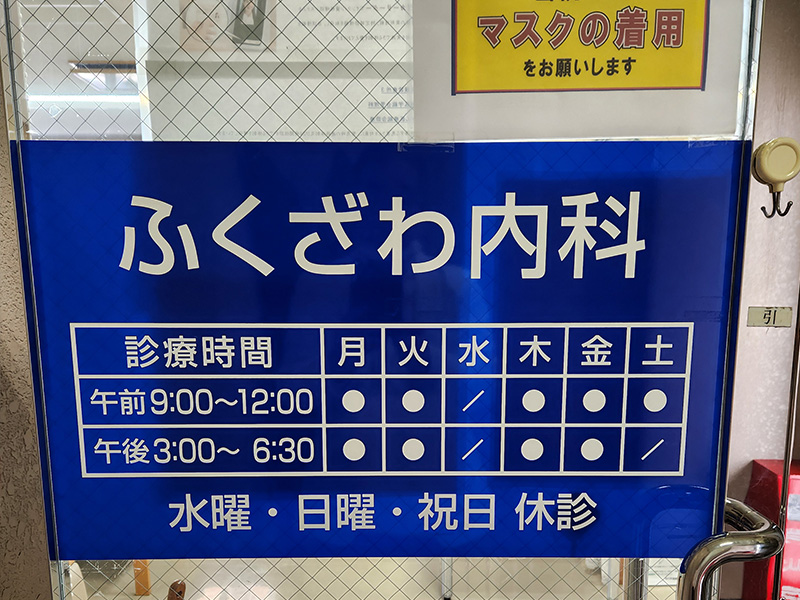 マスクの着用
をお願いします
ふくざわ内科
診療時間 月 火 水 木 金 土
午前9:00～12:00 ● ● ／ ● ● ●
午後3:00～ 6:30 ● ● ／ ● ● ／
水曜・日曜・祝日 休診
引